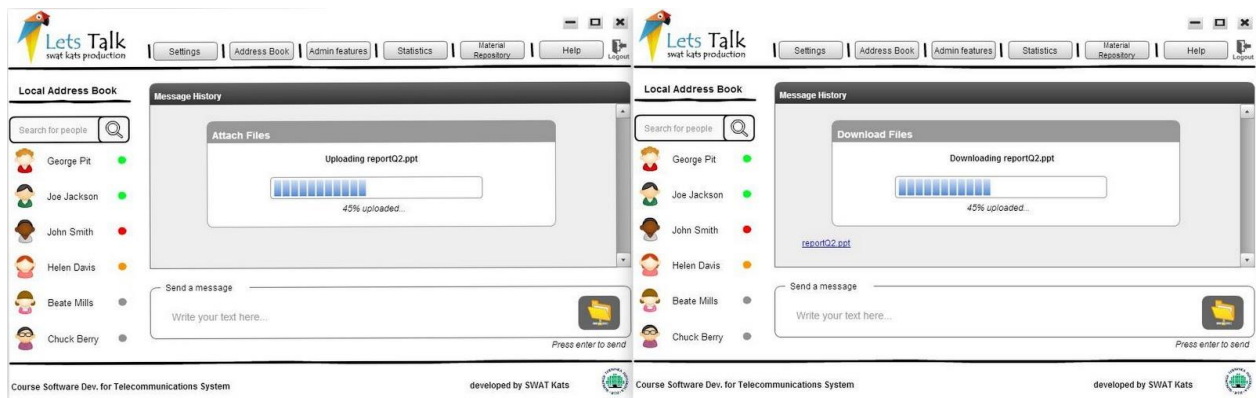 Lets Talk
swat kats production
Settings
Address Book
Admin features
Statistics
Material
Repository
Help
Logout
Local Address Book
Search for people
George Pit
Joe Jackson
John Smith
Helen Davis
Beate Mills
Chuck Berry
Message History
Attach Files
Uploading reportQ2.ppt
45% uploaded...
Send a message
Write your text here...
Press enter to send
Course Software Dev. for Telecommunications System
developed by SWAT Kats
Lets Talk
swat kats production
Settings
Address Book
Admin features
Statistics
Material
Repository
Help
Logout
Local Address Book
Search for people
George Pit
Joe Jackson
John Smith
Helen Davis
Beate Mills
Chuck Berry
Message History
Download Files
Downloading reportQ2.ppt
45% uploaded...
reportQ2.ppt
Send a message
Write your text here...
Press enter to send
Course Software Dev. for Telecommunications System
developed by SWAT Kats